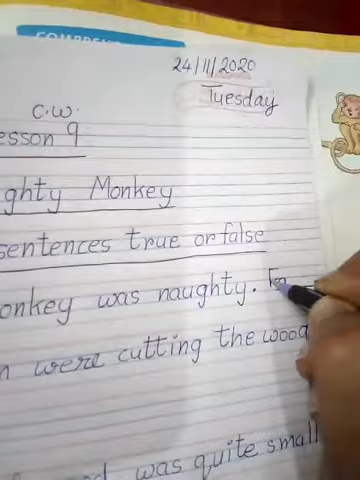 COMPREHENS
24/11/2020
Tuesday
C.W.
esson 9
ghty Monkey
sentences true or false
onkey was naughty.
n were cutting the wood
was quite small